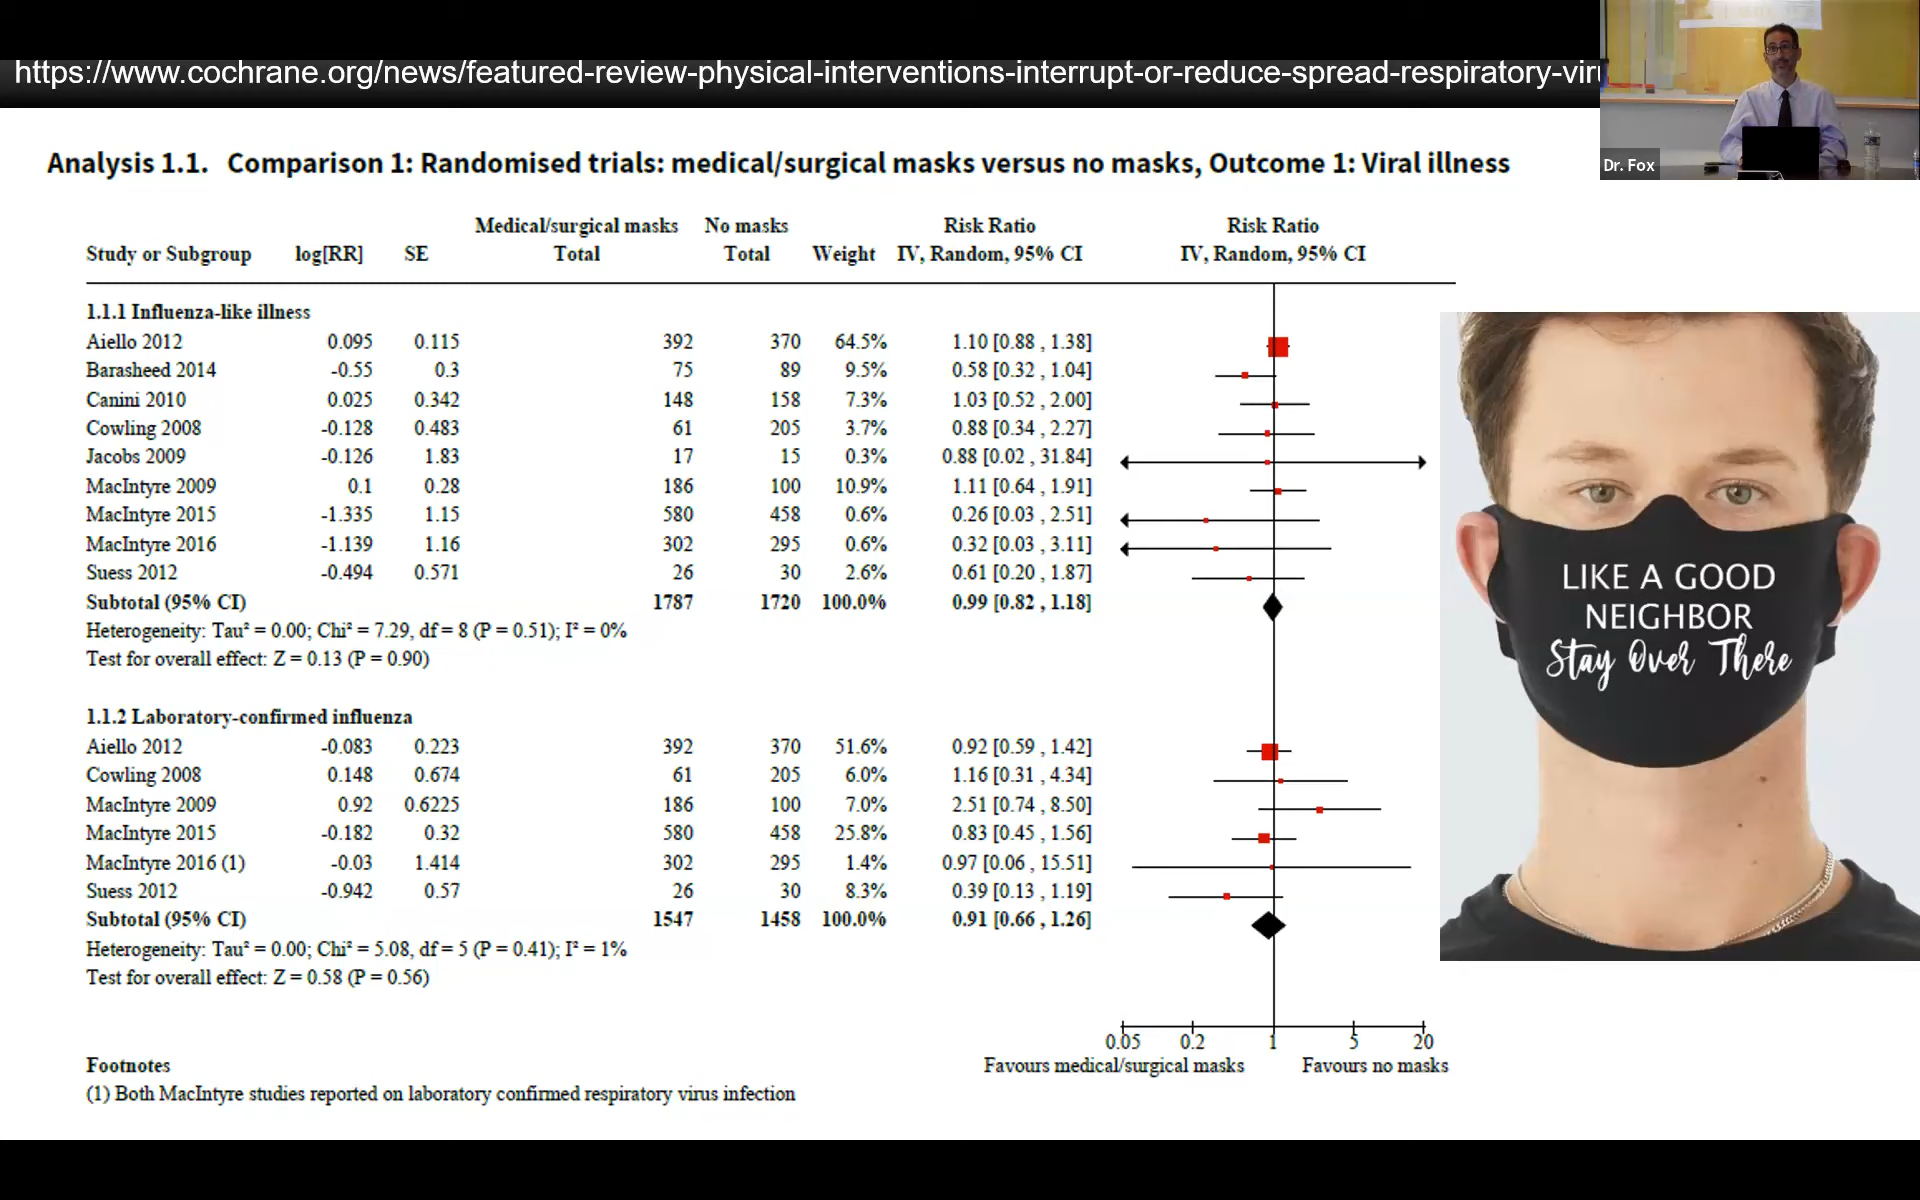 https://www.cochrane.org/news/featured-review-physical-interventions-interrupt-or-reduce-spread-respiratory-viru
Dr. Fox
Analysis 1.1. Comparison 1: Randomised trials: medical/surgical masks versus no masks, Outcome 1: Viral illness
Medical/surgical masks No masks Risk Ratio Risk Ratio
Study or Subgroup log[RR] SE Total Total Weight IV, Random, 95% CI IV, Random, 95% CI
1.1.1 Influenza-like illness
Aiello 2012 0.095 0.115 392 370 64.5% 1.10 [0.88 , 1.38]
Barasheed 2014 -0.55 0.3 75 89 9.5% 0.58 [0.32 , 1.04]
Canini 2010 0.025 0.342 148 158 7.3% 1.03 [0.52 , 2.00]
Cowling 2008 -0.128 0.483 61 205 3.7% 0.88 [0.34 , 2.27]
Jacobs 2009 -0.126 1.83 17 15 0.3% 0.88 [0.02 , 31.84]
MacIntyre 2009 0.1 0.28 186 100 10.9% 1.11 [0.64 , 1.91]
MacIntyre 2015 -1.335 1.15 580 458 0.6% 0.26 [0.03 , 2.51]
MacIntyre 2016 -1.139 1.16 302 295 0.6% 0.32 [0.03 , 3.11]
Suess 2012 -0.494 0.571 26 30 2.6% 0.61 [0.20 , 1.87]
Subtotal (95% CI) 1787 1720 100.0% 0.99 [0.82 , 1.18]
Heterogeneity: Tau² = 0.00; Chi² = 7.29, df = 8 (P = 0.51); I² = 0%
Test for overall effect: Z = 0.13 (P = 0.90)
1.1.2 Laboratory-confirmed influenza
Aiello 2012 -0.083 0.223 392 370 51.6% 0.92 [0.59 , 1.42]
Cowling 2008 0.148 0.674 61 205 6.0% 1.16 [0.31 , 4.34]
MacIntyre 2009 0.92 0.6225 186 100 7.0% 2.51 [0.74 , 8.50]
MacIntyre 2015 -0.182 0.32 580 458 25.8% 0.83 [0.45 , 1.56]
MacIntyre 2016 (1) -0.03 1.414 302 295 1.4% 0.97 [0.06 , 15.51]
Suess 2012 -0.942 0.57 26 30 8.3% 0.39 [0.13 , 1.19]
Subtotal (95% CI) 1547 1458 100.0% 0.91 [0.66 , 1.26]
Heterogeneity: Tau² = 0.00; Chi² = 5.08, df = 5 (P = 0.41); I² = 1%
Test for overall effect: Z = 0.58 (P = 0.56)
0.05 0.2 1 5 20
Favours medical/surgical masks Favours no masks
Footnotes
(1) Both MacIntyre studies reported on laboratory confirmed respiratory virus infection
LIKE A GOOD
NEIGHBOR
Stay Over There